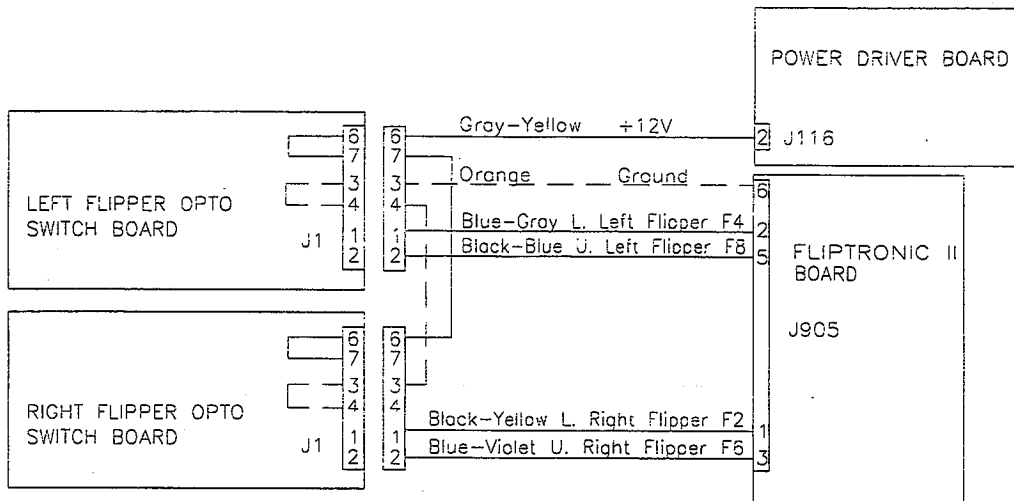 POWER DRIVER BOARD
2 J116
LEFT FLIPPER OPTO
SWITCH BOARD
J1
6 6
7 7
3 3
4 4
1 1
2 2
Gray-Yellow +12V
Orange Ground
Blue-Gray L. Left Flipper F4
Black-Blue U. Left Flipper F8
6
2
5
FLIPTRONIC II
BOARD
J905
RIGHT FLIPPER OPTO
SWITCH BOARD
J1
6 6
7 7
3 3
4 4
1 1
2 2
Black-Yellow L. Right Flipper F2
Blue-Violet U. Right Flipper F6
1
3